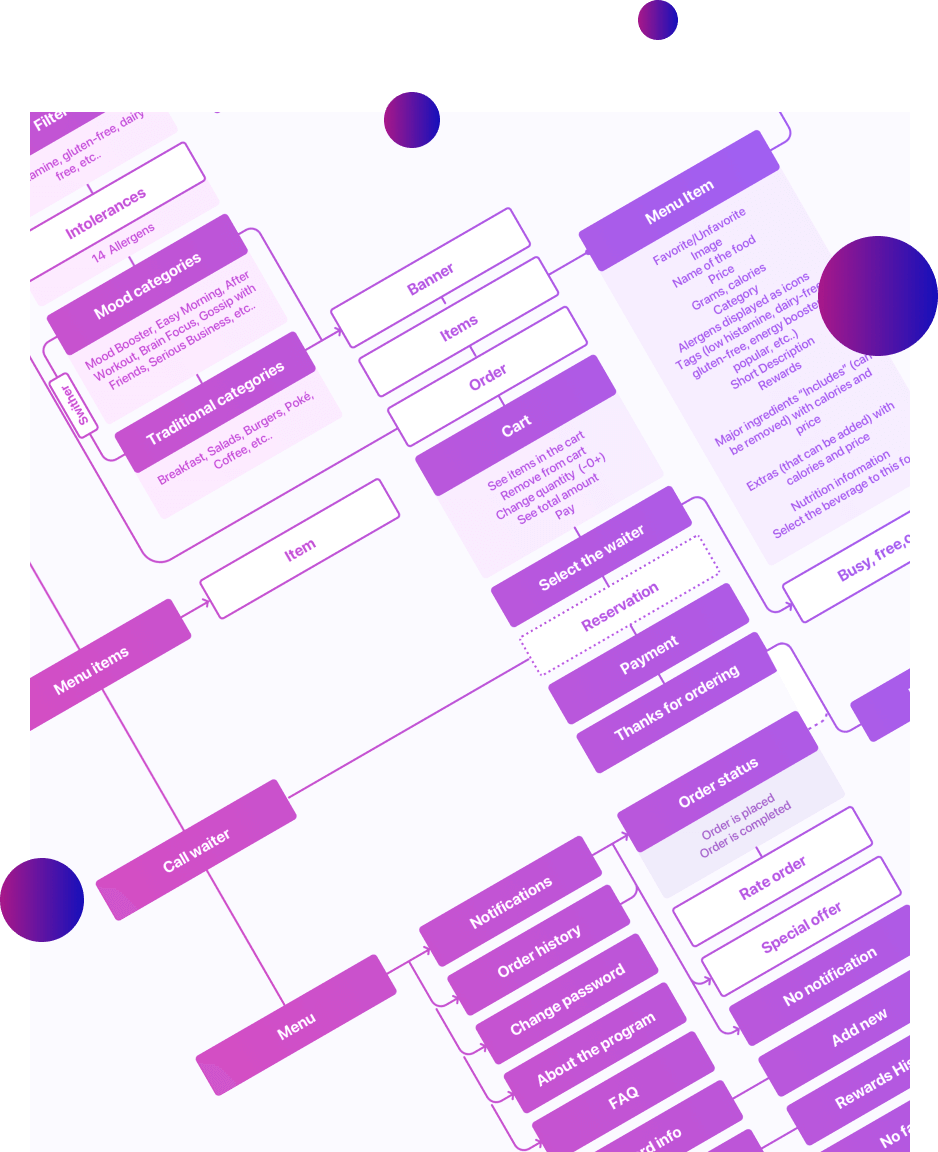 Filter
amine, gluten-free, dairy
free, etc..
Intolerances
14 Allergens
Mood categories
Mood Booster, Easy Morning, After
Workout, Brain Focus, Gossip with
Friends, Serious Business, etc..
Swither
Traditional categories
Breakfast, Salads, Burgers, Poké,
Coffee, etc..
Banner
Items
Order
Cart
See items in the cart
Remove from cart
Change quantity (-0+)
See total amount
Pay
Select the waiter
Reservation
Payment
Thanks for ordering
Menu Item
Favorite/Unfavorite
Image
Name of the food
Price
Grams, calories
Category
Alergens displayed as icons
Tags (low histamine, dairy-free
gluten-free, energy booster
popular, etc..)
Short Description
Rewards
Major ingredients “Includes” (can
be removed) with calories and
price
Extras (that can be added) with
calories and price
Nutrition information
Select the beverage to this fo
Busy, free,
Item
Menu items
Call waiter
Menu
Order status
Order is placed
Order is completed
Rate order
Special offer
No notification
Add new
Rewards His
No fa
Notifications
Order history
Change password
About the program
FAQ
rd info